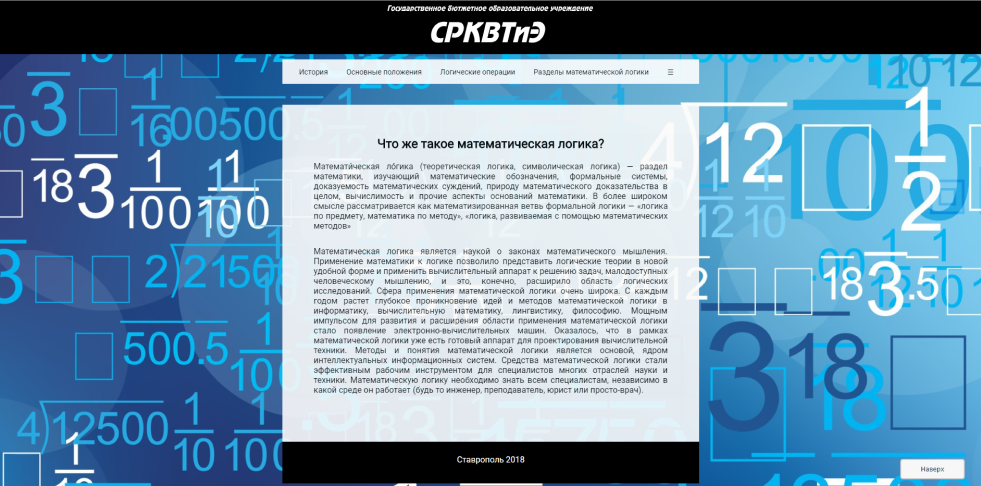 Государственное бюджетное образовательное учреждение
СРКВТиЭ
История Основные положения Логические операции Разделы математической логики ☰
Что же такое математическая логика?
Математи́ческая ло́гика (теоретическая логика, символическая логика) — раздел
математики, изучающий математические обозначения, формальные системы,
доказуемость математических суждений, природу математического доказательства в
целом, вычислимость и прочие аспекты оснований математики. В более широком
смысле рассматривается как математизированная ветвь формальной логики — «логика
по предмету, математика по методу», «логика, развиваемая с помощью математических
методов»
Математическая логика является наукой о законах математического мышления.
Применение математики к логике позволило представить логические теории в новой
удобной форме и применить вычислительный аппарат к решению задач, малодоступных
человеческому мышлению, и это, конечно, расширило область логических
исследований. Сфера применения математической логики очень широка. С каждым
годом растет глубокое проникновение идей и методов математической логики в
информатику, вычислительную математику, лингвистику, философию. Мощным
импульсом для развития и расширения области применения математической логики
стало появление электронно-вычислительных машин. Оказалось, что в рамках
математической логики уже есть готовый аппарат для проектирования вычислительной
техники. Методы и понятия математической логики является основой, ядром
интеллектуальных информационных систем. Средства математической логики стали
эффективным рабочим инструментом для специалистов многих отраслей науки и
техники. Математическую логику необходимо знать всем специалистам, независимо в
какой среде он работает (будь то инженер, преподаватель, юрист или просто-врач).
Ставрополь 2018
Наверх